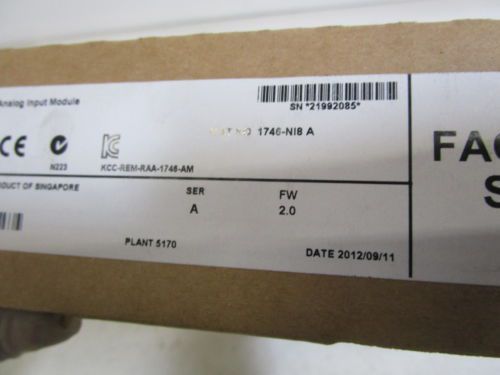 Analog Input Module
SN *21992085*
1746-NI8 A
CE
N223
KCC-REM-RAA-1746-AM
FAC
S
PRODUCT OF SINGAPORE
SER
FW
A
2.0
PLANT 5170
DATE 2012/09/11